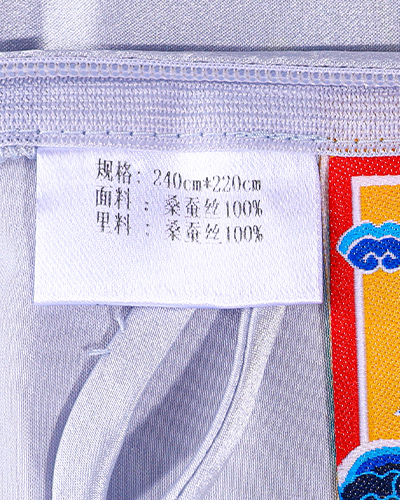 规格: 240cm*220cm
面料 : 桑蚕丝100%
里料 : 桑蚕丝100%